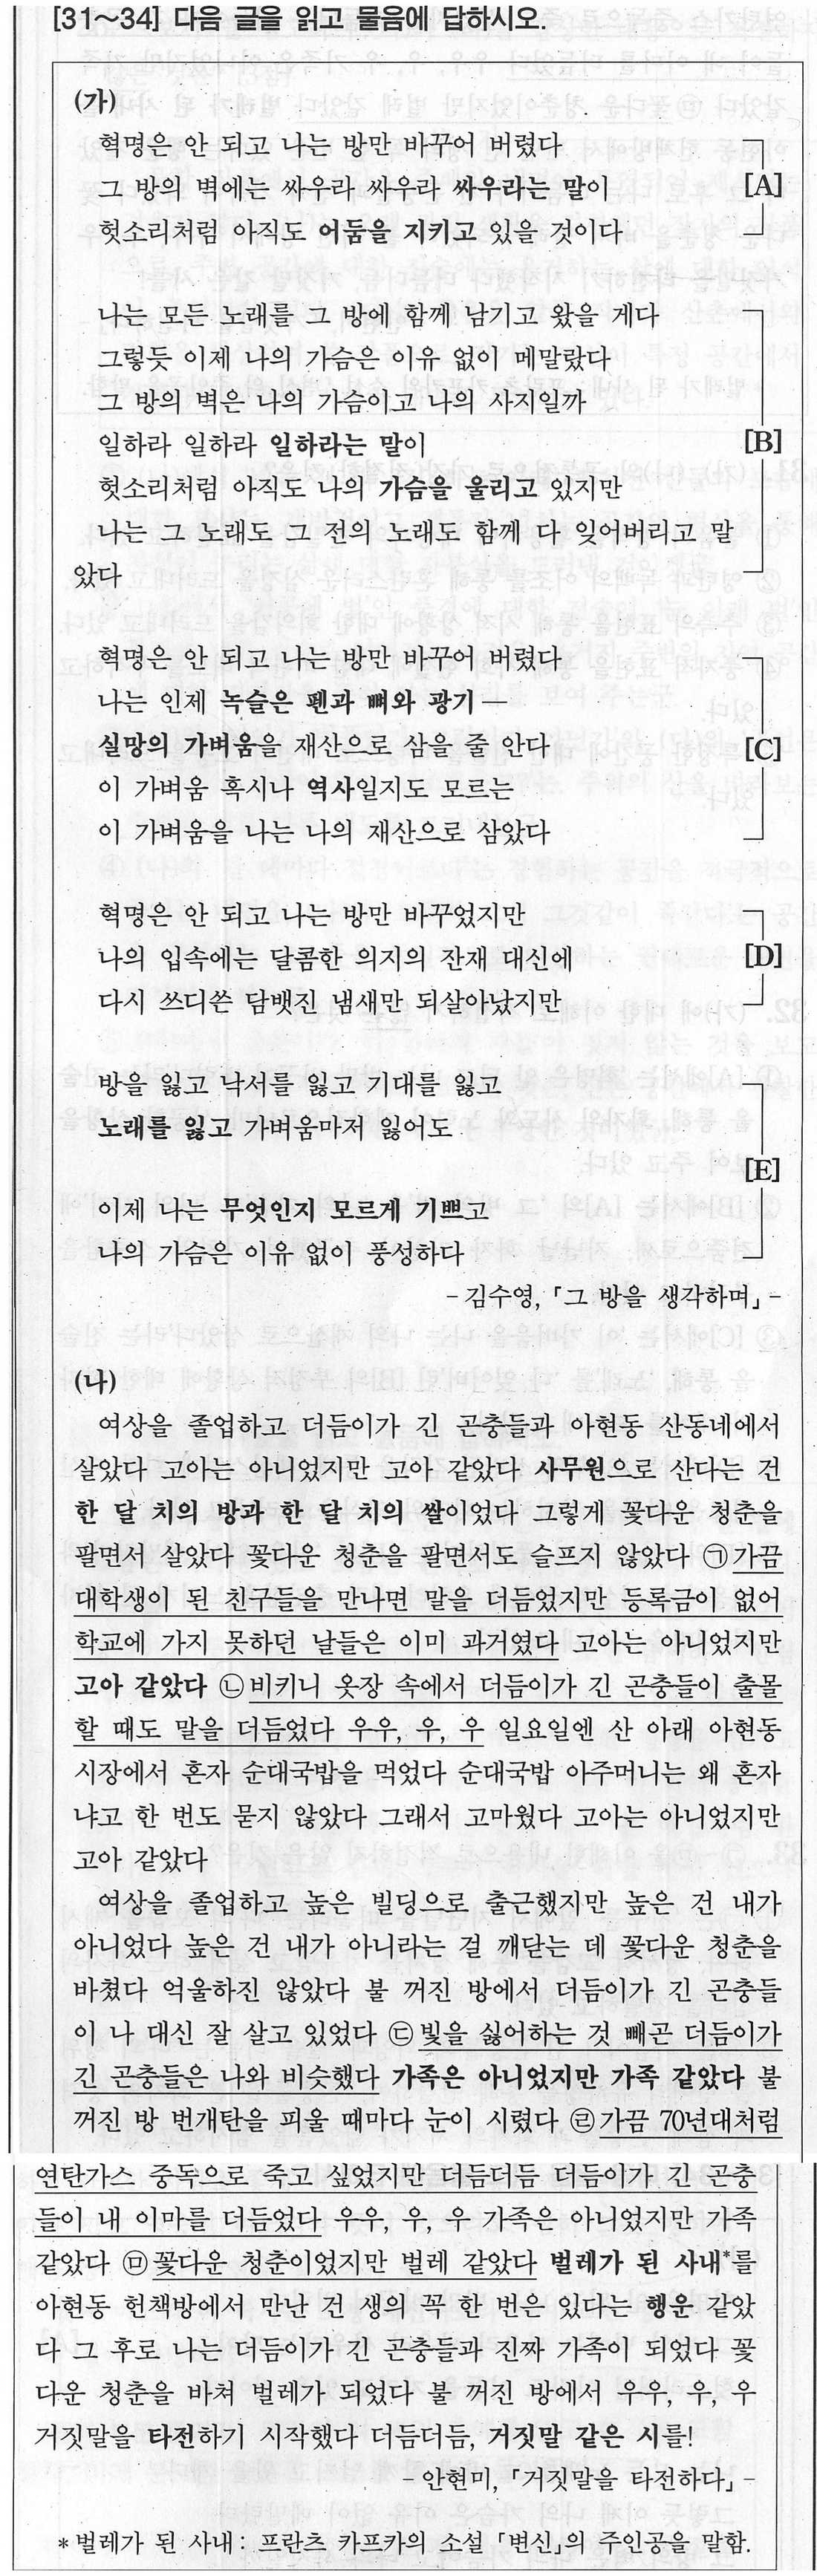 [31~34] 다음 글을 읽고 물음에 답하시오.
(가)
혁명은 안 되고 나는 방만 바꾸어 버렸다
그 방의 벽에는 싸우라 싸우라 싸우라는 말이
[A]
헛소리처럼 아직도 어둠을 지키고 있을 것이다
나는 모든 노래를 그 방에 함께 남기고 왔을 게다
그렇듯 이제 나의 가슴은 이유 없이 메말랐다
그 방의 벽은 나의 가슴이고 나의 사지일까
일하라 일하라 일하라는 말이
[B]
헛소리처럼 아직도 나의 가슴을 울리고 있지만
나는 그 노래도 그 전의 노래도 함께 다 잊어버리고 말
았다
혁명은 안 되고 나는 방만 바꾸어 버렸다
나는 인제 녹슬은 펜과 뼈와 광기 ―
실망의 가벼움을 재산으로 삼을 줄 안다
[C]
이 가벼움 혹시나 역사일지도 모르는
이 가벼움을 나는 나의 재산으로 삼았다
혁명은 안 되고 나는 방만 바꾸었지만
나의 입속에는 달콤한 의지의 잔재 대신에
[D]
다시 쓰디쓴 담뱃진 냄새만 되살아났지만
방을 잃고 낙서를 잃고 기대를 잃고
노래를 잃고 가벼움마저 잃어도
[E]
이제 나는 무엇인지 모르게 기쁘고
나의 가슴은 이유 없이 풍성하다
- 김수영, 「그 방을 생각하며」 -
(나)
여상을 졸업하고 더듬이가 긴 곤충들과 아현동 산동네에서
살았다 고아는 아니었지만 고아 같았다 사무원으로 산다는 건
한 달 치의 방과 한 달 치의 쌀이었다 그렇게 꽃다운 청춘을
팔면서 살았다 꽃다운 청춘을 팔면서도 슬프지 않았다 ㉠가끔
대학생이 된 친구들을 만나면 말을 더듬었지만 등록금이 없어
학교에 가지 못하던 날들은 이미 과거였다 고아는 아니었지만
고아 같았다 ㉡비키니 옷장 속에서 더듬이가 긴 곤충들이 출몰
할 때도 말을 더듬었다 우우, 우, 우 일요일엔 산 아래 아현동
시장에서 혼자 순대국밥을 먹었다 순대국밥 아주머니는 왜 혼자
냐고 한 번도 묻지 않았다 그래서 고마웠다 고아는 아니었지만
고아 같았다
여상을 졸업하고 높은 빌딩으로 출근했지만 높은 건 내가
아니었다 높은 건 내가 아니라는 걸 깨닫는 데 꽃다운 청춘을
바쳤다 억울하진 않았다 불 꺼진 방에서 더듬이가 긴 곤충들
이 나 대신 잘 살고 있었다 ㉢빛을 싫어하는 것 빼곤 더듬이가
긴 곤충들은 나와 비슷했다 가족은 아니었지만 가족 같았다 불
꺼진 방 번개탄을 피울 때마다 눈이 시렸다 ㉣가끔 70년대처럼
연탄가스 중독으로 죽고 싶었지만 더듬더듬 더듬이가 긴 곤충
들이 내 이마를 더듬었다 우우, 우, 우 가족은 아니었지만 가족
같았다 ㉤꽃다운 청춘이었지만 벌레 같았다 벌레가 된 사내*를
아현동 헌책방에서 만난 건 생의 꼭 한 번은 있다는 행운 같았
다 그 후로 나는 더듬이가 긴 곤충들과 진짜 가족이 되었다 꽃
다운 청춘을 바쳐 벌레가 되었다 불 꺼진 방에서 우우, 우, 우
거짓말을 타전하기 시작했다 더듬더듬, 거짓말 같은 시를!
- 안현미, 「거짓말을 타전하다」 -
* 벌레가 된 사내 : 프란츠 카프카의 소설 「변신」의 주인공을 말함.